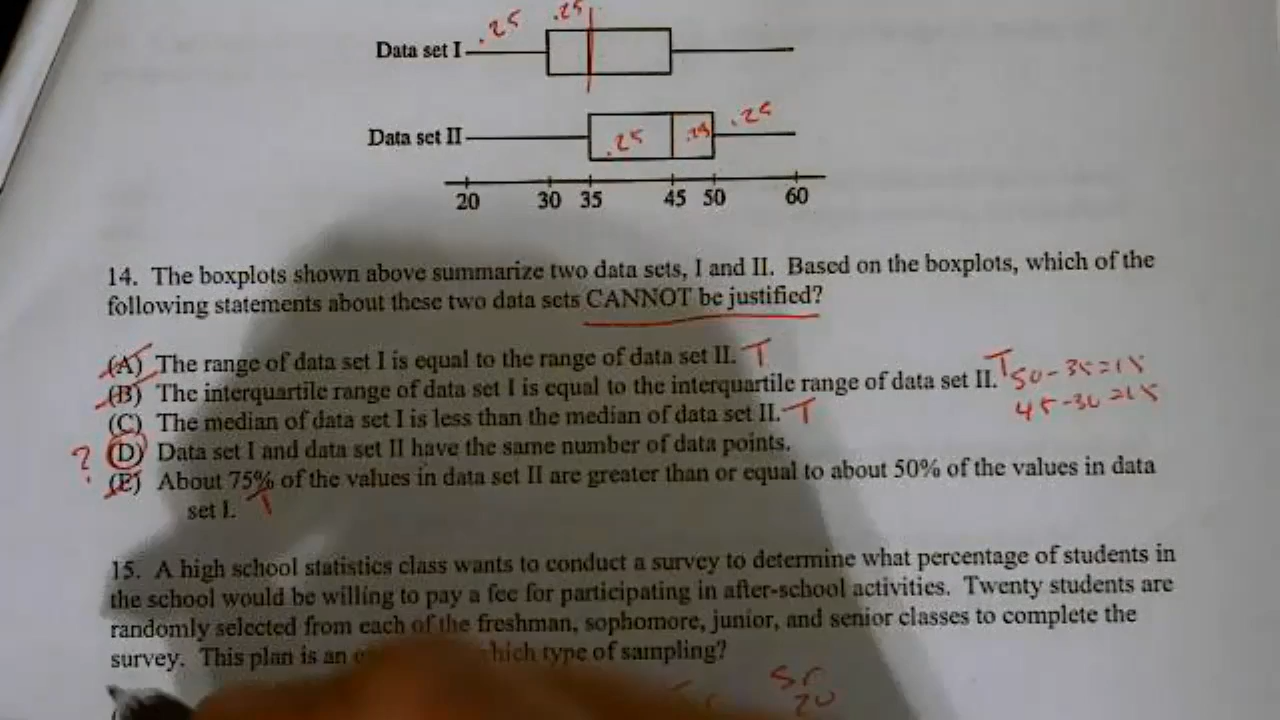 .25 .25
Data set I
Data set II .25 .25 .25
20 30 35 45 50 60
14. The boxplots shown above summarize two data sets, I and II. Based on the boxplots, which of the
following statements about these two data sets CANNOT be justified?
(A) The range of data set I is equal to the range of data set II. T
(B) The interquartile range of data set I is equal to the interquartile range of data set II. T 50-35=15
(C) The median of data set I is less than the median of data set II. T 45-30=15
? (D) Data set I and data set II have the same number of data points.
(E) About 75% of the values in data set II are greater than or equal to about 50% of the values in data
set I. T
15. A high school statistics class wants to conduct a survey to determine what percentage of students in
the school would be willing to pay a fee for participating in after-school activities. Twenty students are
randomly selected from each of the freshman, sophomore, junior, and senior classes to complete the
survey. This plan is an hich type of sampling?
Sr
20